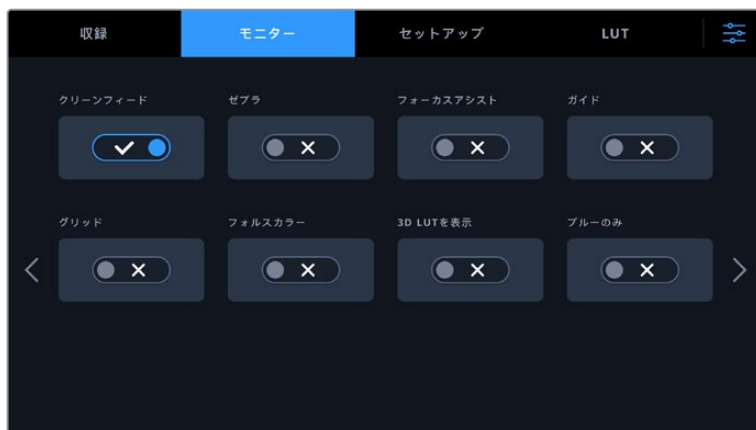 収録 モニター セットアップ LUT
クリーンフィード ゼブラ フォーカスアシスト ガイド
グリッド フォルスカラー 3D LUTを表示 ブルーのみ